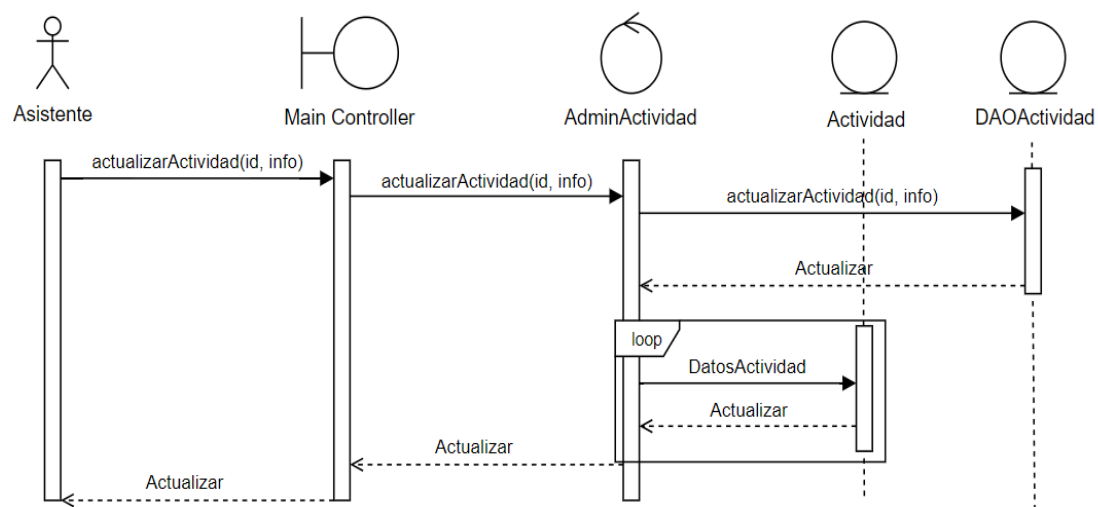 Asistente
Main Controller
AdminActividad
Actividad
DAOActividad
actualizarActividad(id, info)
actualizarActividad(id, info)
actualizarActividad(id, info)
Actualizar
loop
DatosActividad
Actualizar
Actualizar
Actualizar